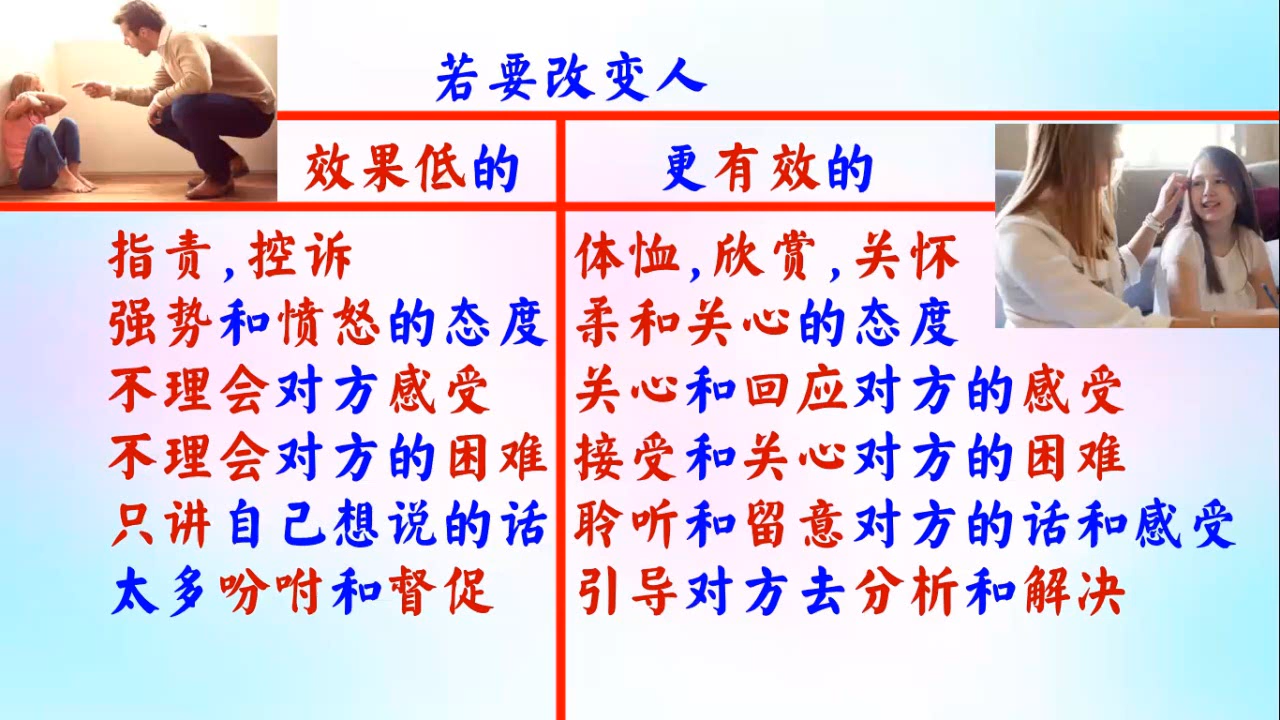 若要改变人
效果低的 更有效的
指责,控诉 体恤,欣赏,关怀
强势和愤怒的态度 柔和关心的态度
不理会对方感受 关心和回应对方的感受
不理会对方的困难 接受和关心对方的困难
只讲自己想说的话 聆听和留意对方的话和感受
太多吩咐和督促 引导对方去分析和解决